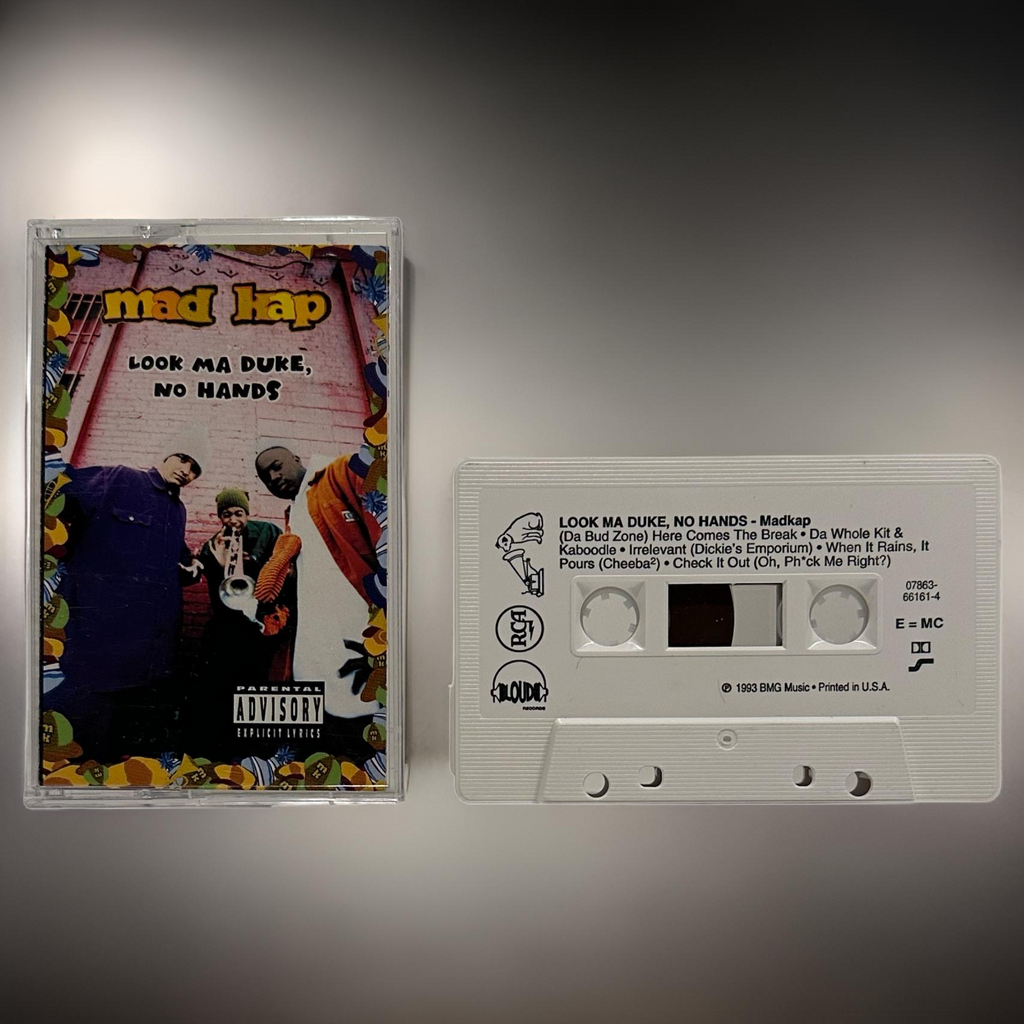 mad kap
LOOK MA DUKE,
NO HANDS
PARENTAL
ADVISORY
EXPLICIT LYRICS
LOOK MA DUKE, NO HANDS - Madkap
(Da Bud Zone) Here Comes The Break • Da Whole Kit &
Kaboodle • Irrelevant (Dickie's Emporium) • When It Rains, It
Pours (Cheeba²) • Check It Out (Oh, Ph*ck Me Right?)
07863-
66161-4
RCA
E = MC
LOUD
RECORDS
℗ 1993 BMG Music • Printed in U.S.A.